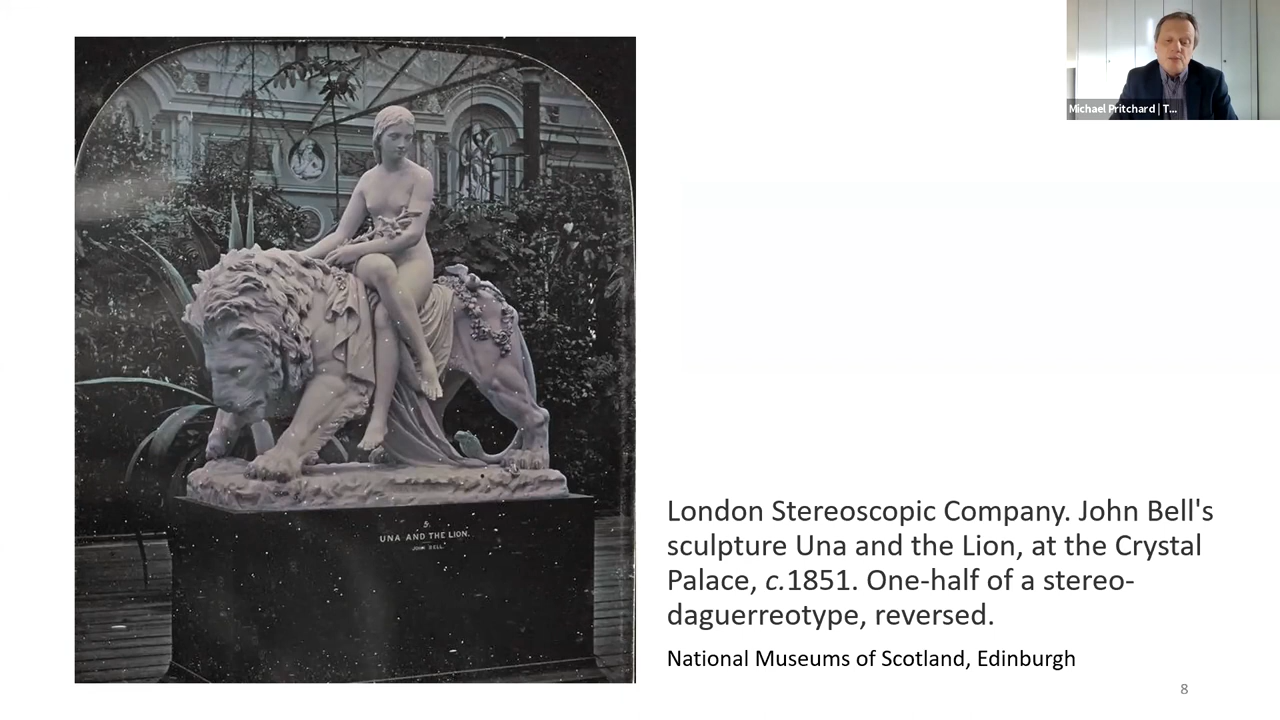 Michael Pritchard | T...
5.
UNA AND THE LION.
JOHN BELL.
London Stereoscopic Company. John Bell's
sculpture Una and the Lion, at the Crystal
Palace, c.1851. One-half of a stereo-
daguerreotype, reversed.
National Museums of Scotland, Edinburgh
8